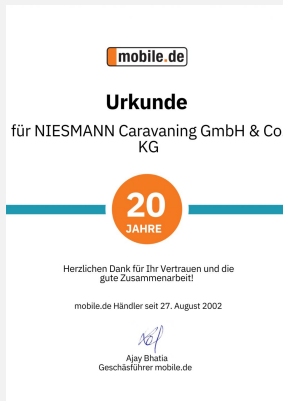 mobile.de
Urkunde
für NIESMANN Caravaning GmbH & Co
KG
20
JAHRE
Herzlichen Dank für Ihr Vertrauen und die
gute Zusammenarbeit!
mobile.de Händler seit 27. August 2002
Ajay Bhatia
Geschäsführer mobile.de